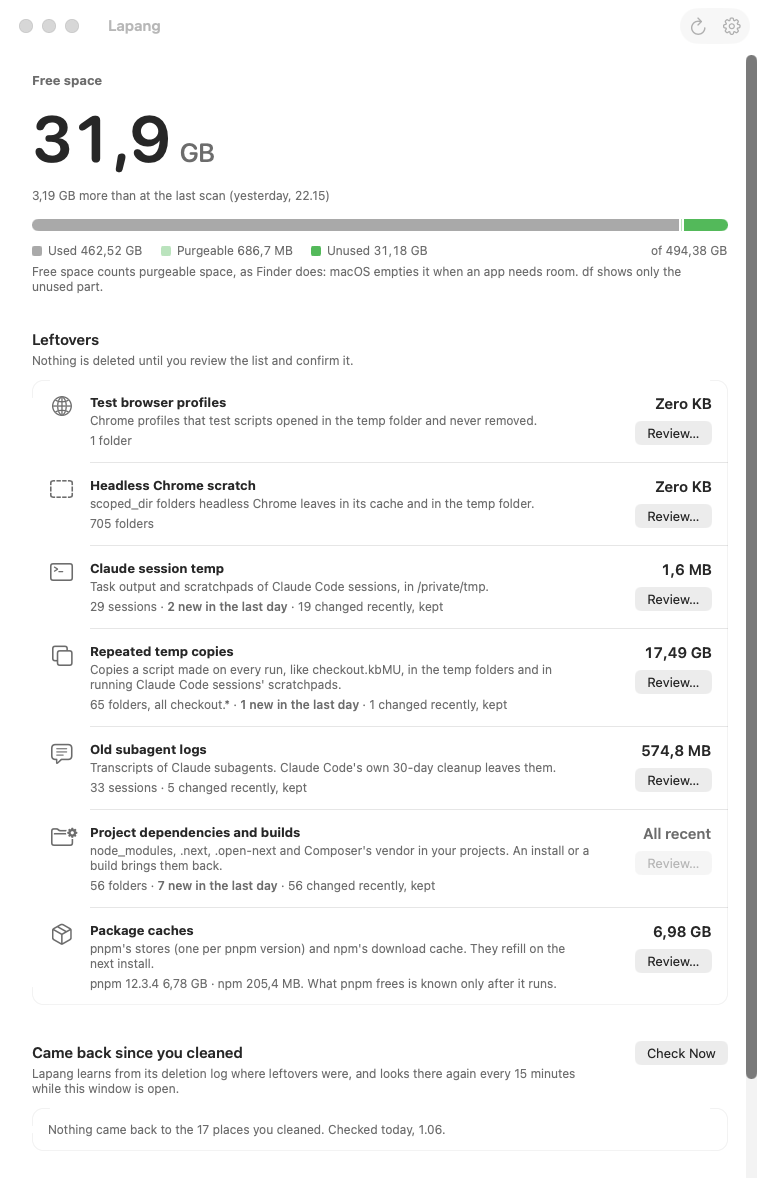 Lapang
Free space
31,9 GB
3,19 GB more than at the last scan (yesterday, 22.15)
Used 462,52 GB Purgeable 686,7 MB Unused 31,18 GB of 494,38 GB
Free space counts purgeable space, as Finder does: macOS empties it when an app needs room. df shows only the
unused part.
Leftovers
Nothing is deleted until you review the list and confirm it.
Test browser profiles Zero KB
Chrome profiles that test scripts opened in the temp folder and never removed.
1 folder Review...
Headless Chrome scratch Zero KB
scoped_dir folders headless Chrome leaves in its cache and in the temp folder.
705 folders Review...
Claude session temp 1,6 MB
Task output and scratchpads of Claude Code sessions, in /private/tmp.
29 sessions · 2 new in the last day · 19 changed recently, kept Review...
Repeated temp copies 17,49 GB
Copies a script made on every run, like checkout.kbMU, in the temp folders and in
running Claude Code sessions' scratchpads. Review...
65 folders, all checkout.* · 1 new in the last day · 1 changed recently, kept
Old subagent logs 574,8 MB
Transcripts of Claude subagents. Claude Code's own 30-day cleanup leaves them.
33 sessions · 5 changed recently, kept Review...
Project dependencies and builds All recent
node_modules, .next, .open-next and Composer's vendor in your projects. An install or a
build brings them back. Review...
56 folders · 7 new in the last day · 56 changed recently, kept
Package caches 6,98 GB
pnpm's stores (one per pnpm version) and npm's download cache. They refill on the
next install. Review...
pnpm 12.3.4 6,78 GB · npm 205,4 MB. What pnpm frees is known only after it runs.
Came back since you cleaned Check Now
Lapang learns from its deletion log where leftovers were, and looks there again every 15 minutes
while this window is open.
Nothing came back to the 17 places you cleaned. Checked today, 1.06.